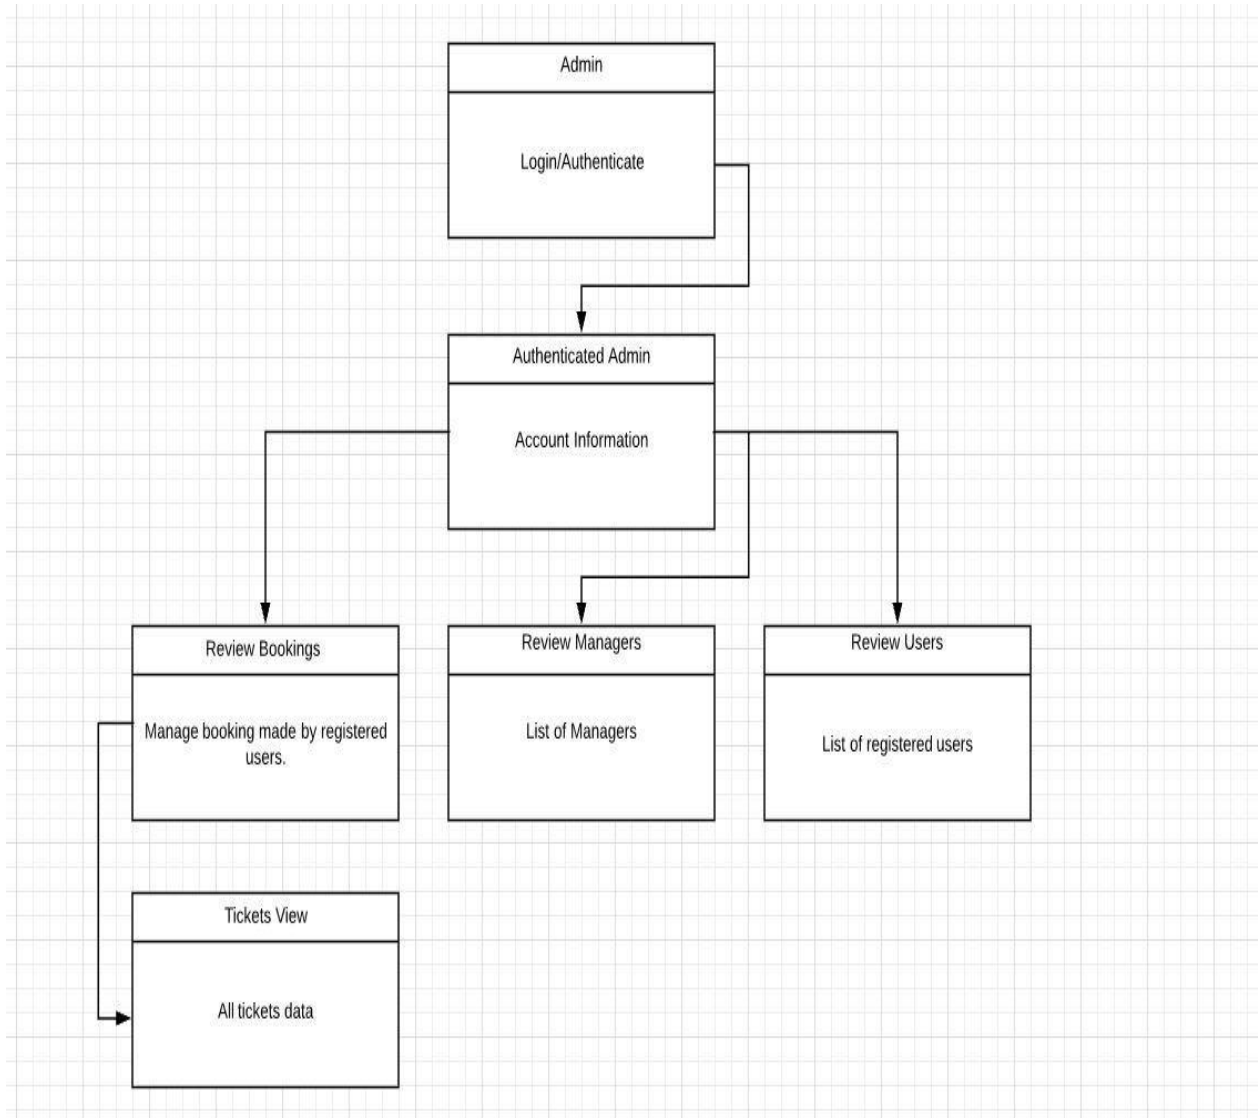 Admin
Login/Authenticate
Authenticated Admin
Account Information
Review Bookings
Manage booking made by registered
users.
Review Managers
List of Managers
Review Users
List of registered users
Tickets View
All tickets data